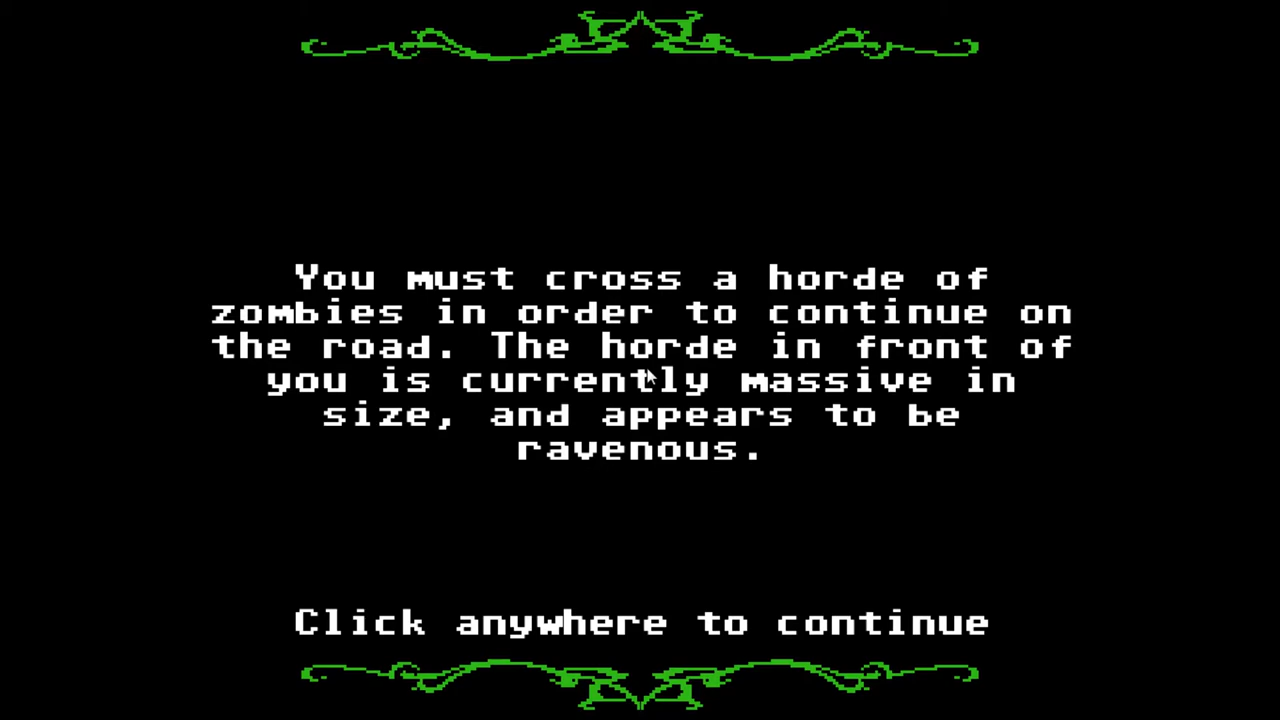 You must cross a horde of
zombies in order to continue on
the road. The horde in front of
you is currently massive in
size, and appears to be
ravenous.
Click anywhere to continue